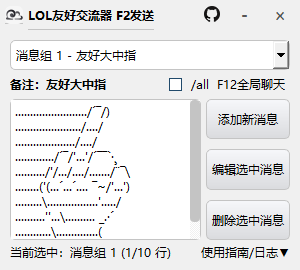 LOL友好交流器 F2发送
消息组 1 - 友好大中指
备注: 友好大中指
/all F12全局聊天
......................../´¯/)
....................../..../
..................../..../
............./´¯/'...'/´¯¯`·¸
........../'/.../..../......./¨¯\
........('(...´...´.... ¯~/'...')
.........\.................'...../
..........''...\.......... _.·´
............\..............(
添加新消息
编辑选中消息
删除选中消息
当前选中: 消息组 1 (1/10 行)
使用指南/日志▼